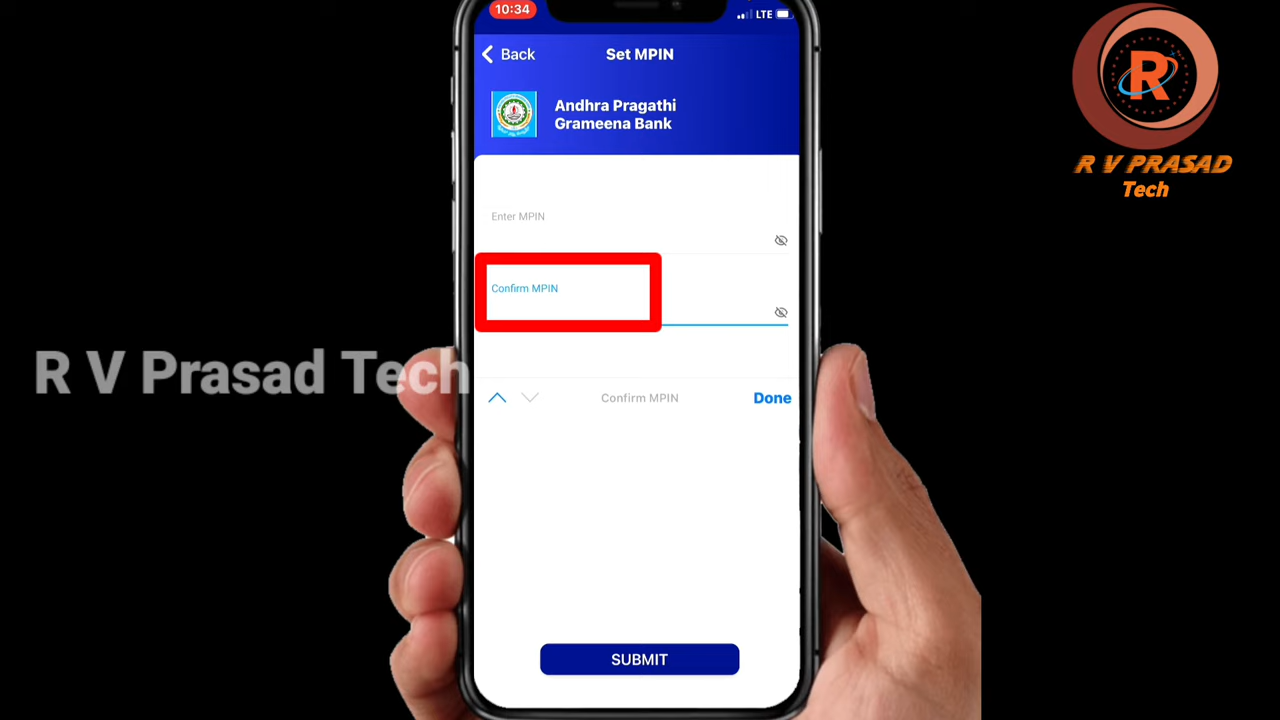 10:34
LTE
Back
Set MPIN
Andhra Pragathi
Grameena Bank
Enter MPIN
Confirm MPIN
Confirm MPIN
Done
SUBMIT
R
R V PRASAD
Tech
R V Prasad Tech